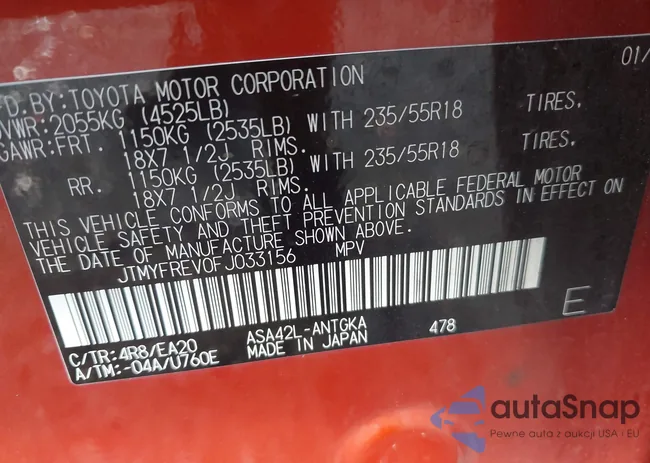 FD.BY:TOYOTA MOTOR CORPORATION 01/
GVWR:2055KG (4525LB)
GAWR:FRT. 1150KG (2535LB) WITH 235/55R18 TIRES.
18X7 1/2J RIMS.
RR. 1150KG (2535LB) WITH 235/55R18 TIRES.
18X7 1/2J RIMS.
THIS VEHICLE CONFORMS TO ALL APPLICABLE FEDERAL MOTOR
VEHICLE SAFETY AND THEFT PREVENTION STANDARDS IN EFFECT ON
THE DATE OF MANUFACTURE SHOWN ABOVE.
JTMYFREV0FJ033156 MPV
C/TR:4R8/EA20 ASA42L-ANTGKA 478
A/TM:-04A/U760E MADE IN JAPAN
E
autaSnap
Pewne auta z aukcji USA i EU